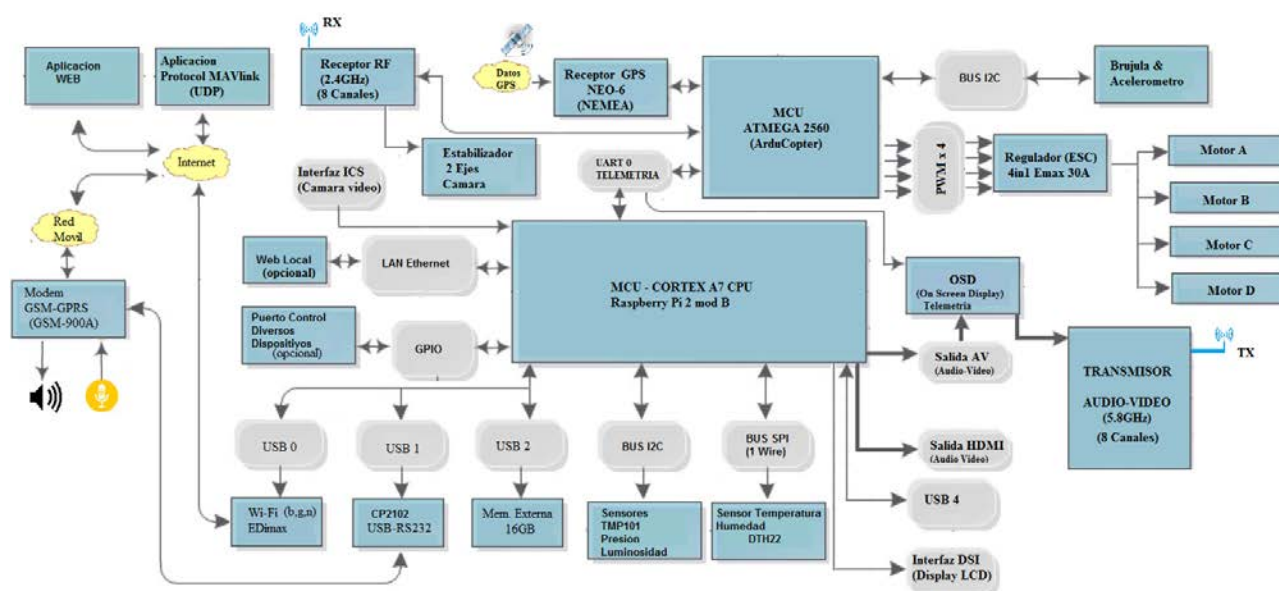 RX
Aplicacion
WEB
Aplicacion
Protocol MAVlink
(UDP)
Receptor RF
(2.4GHz)
(8 Canales)
Datos
GPS
Receptor GPS
NEO-6
(NEMEA)
MCU
ATMEGA 2560
(ArduCopter)
BUS I2C
Brujula &
Acelerometro
Internet
Interfaz ICS
(Camara video)
Estabilizador
2 Ejes
Camara
UART 0
TELEMETRIA
PWM x 4
Regulador (ESC)
4in1 Emax 30A
Motor A
Motor B
Motor C
Motor D
Red
Movil
Web Local
(opcional)
LAN Ethernet
MCU - CORTEX A7 CPU
Raspberry Pi 2 mod B
OSD
(On Screen Display)
Telemetria
Modem
GSM-GPRS
(GSM-900A)
Puerto Control
Diversos
Dispositivos
(opcional)
GPIO
Salida AV
(Audio-Video)
TRANSMISOR
AUDIO-VIDEO
(5.8GHz)
(8 Canales)
TX
USB 0
USB 1
USB 2
BUS I2C
BUS SPI
(1 Wire)
Salida HDMI
(Audio Video)
USB 4
Wi-Fi (b,g,n)
EDimax
CP2102
USB-RS232
Mem. Externa
16GB
Sensores
TMP101
Presion
Luminosidad
Sensor Temperatura
Humedad
DTH22
Interfaz DSI
(Display LCD)